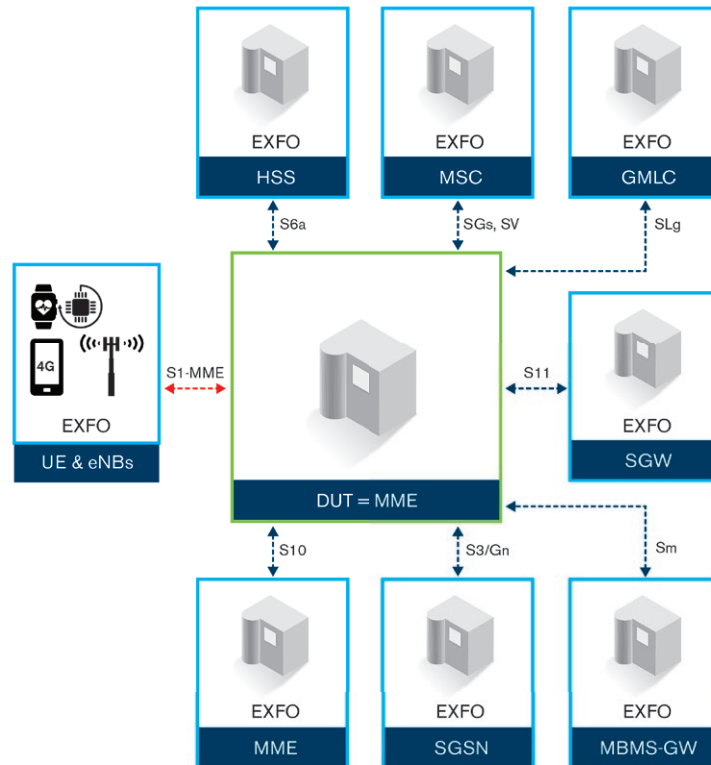 EXFO
HSS
EXFO
MSC
EXFO
GMLC
S6a
SGs, SV
SLg
4G
EXFO
UE & eNBs
S1-MME
DUT = MME
S11
EXFO
SGW
S10
S3/Gn
Sm
EXFO
MME
EXFO
SGSN
EXFO
MBMS-GW